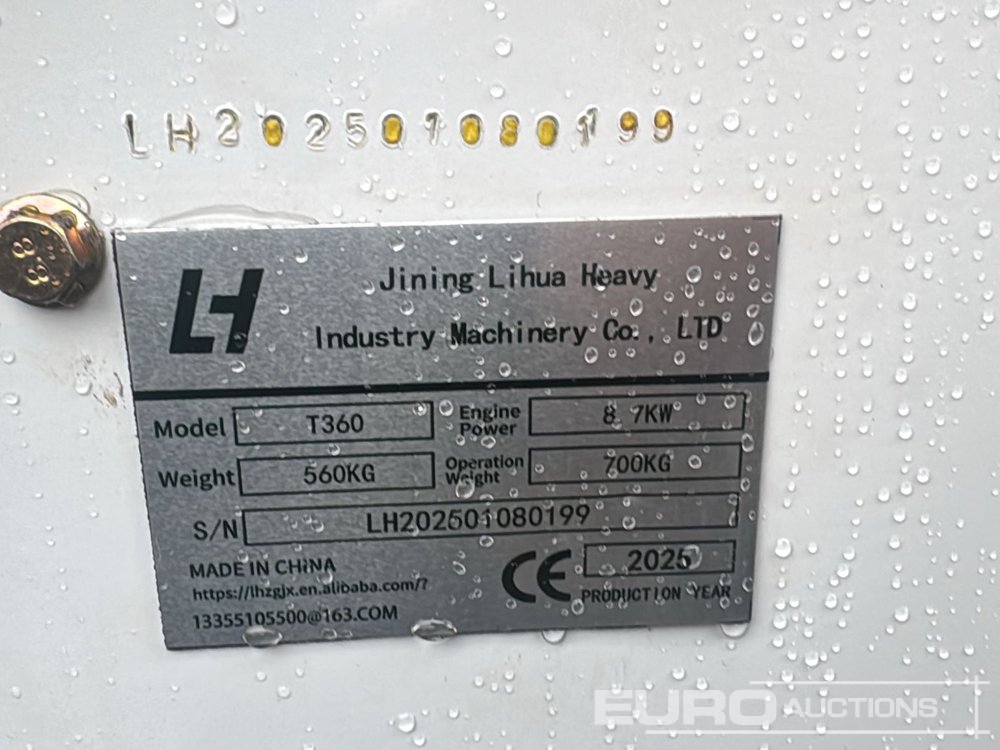 LH202501080199
88
LH
Jining Lihua Heavy
Industry Machinery Co., LTD
Model T360 Engine Power 8.7KW
Weight 560KG Operation Weight 700KG
S/N LH202501080199
MADE IN CHINA
https://lhzgjx.en.alibaba.com/?
13355105500@163.COM
CE 2025
PRODUCTION YEAR
EURO AUCTIONS